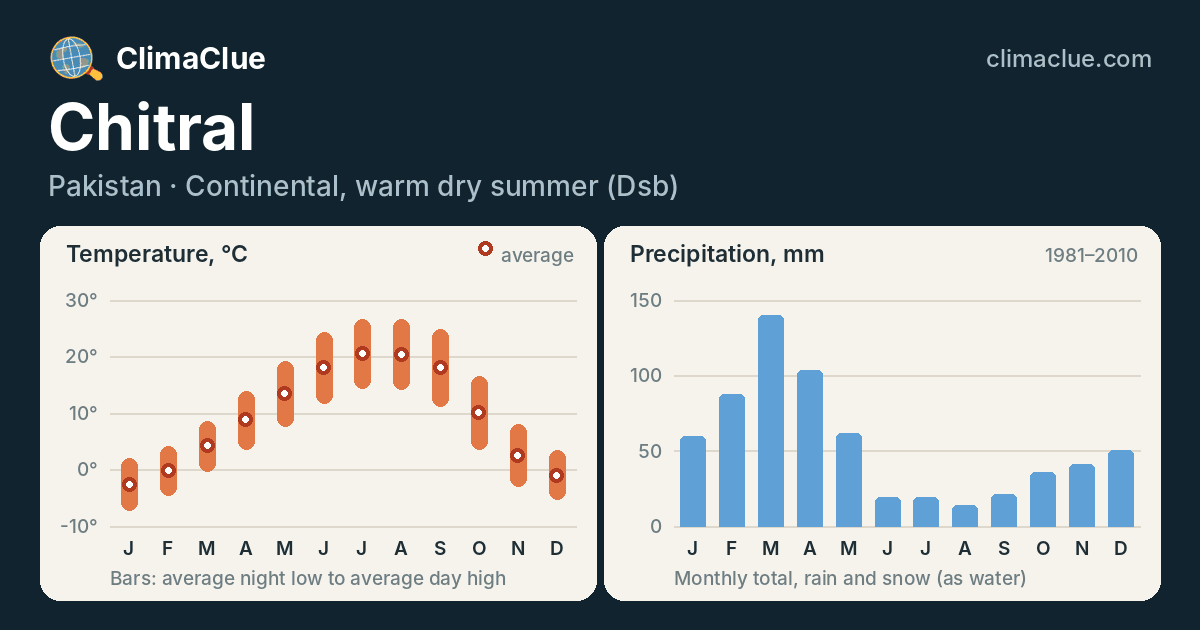 ClimaClue
climaclue.com
Chitral
Pakistan · Continental, warm dry summer (Dsb)
Temperature, °C
average
30°
20°
10°
0°
-10°
J F M A M J J A S O N D
Bars: average night low to average day high
Precipitation, mm
1981–2010
150
100
50
0
J F M A M J J A S O N D
Monthly total, rain and snow (as water)